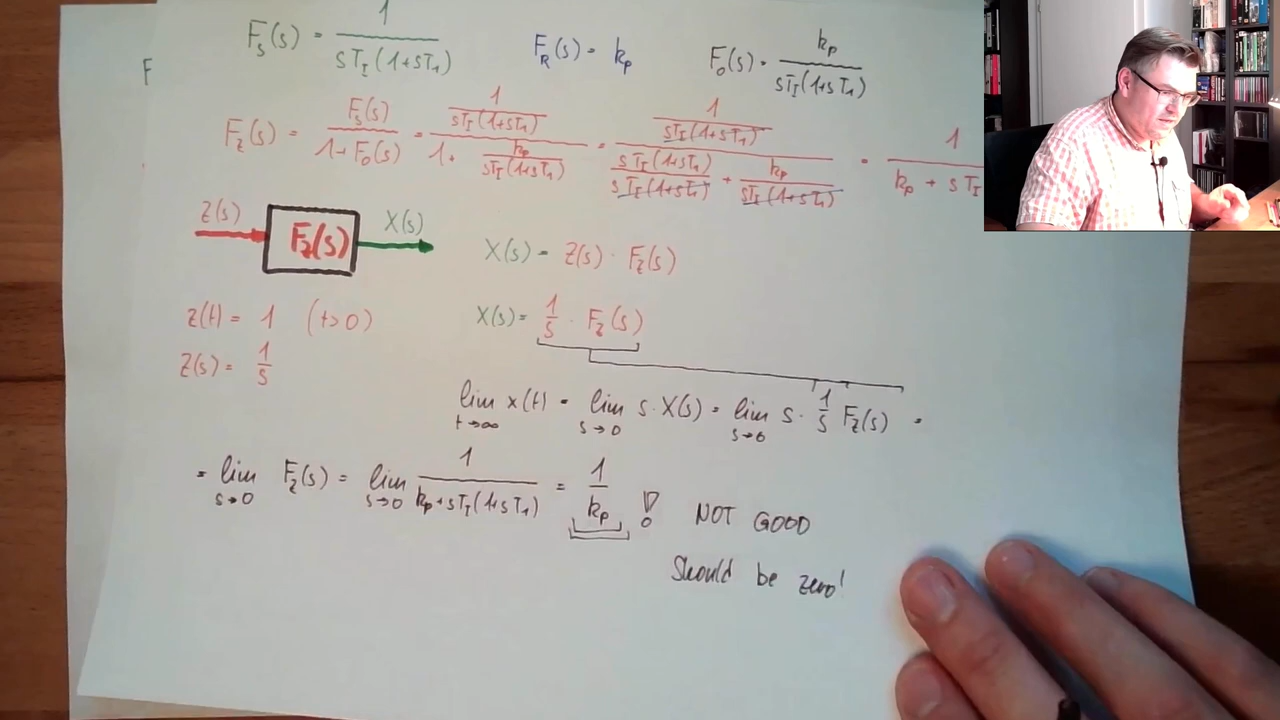 F_S(s) = 1/(sT_I(1+sT_1)) F_R(s) = k_p F_O(s) = k_p/(sT_I(1+sT_1))
F
F_Z(s) = F_S(s)/(1+F_O(s)) = (1/(sT_I(1+sT_1)))/(1+ k_p/(sT_I(1+sT_1))) = (1/(sT_I(1+sT_1)))/(sT_I(1+sT_1)/(sT_I(1+sT_1)) + k_p/(sT_I(1+sT_1))) = 1/(k_p + sT_I
Z(s) F_Z(s) X(s)
X(s) = Z(s) · F_Z(s)
z(t) = 1 (t>0) X(s) = 1/s · F_Z(s)
Z(s) = 1/s
lim t→∞ x(t) = lim s→0 s·X(s) = lim s→0 s · 1/s F_Z(s) =
= lim s→0 F_Z(s) = lim s→0 1/(k_p+sT_I(1+sT_1)) = 1/k_p ! NOT GOOD
Should be zero!